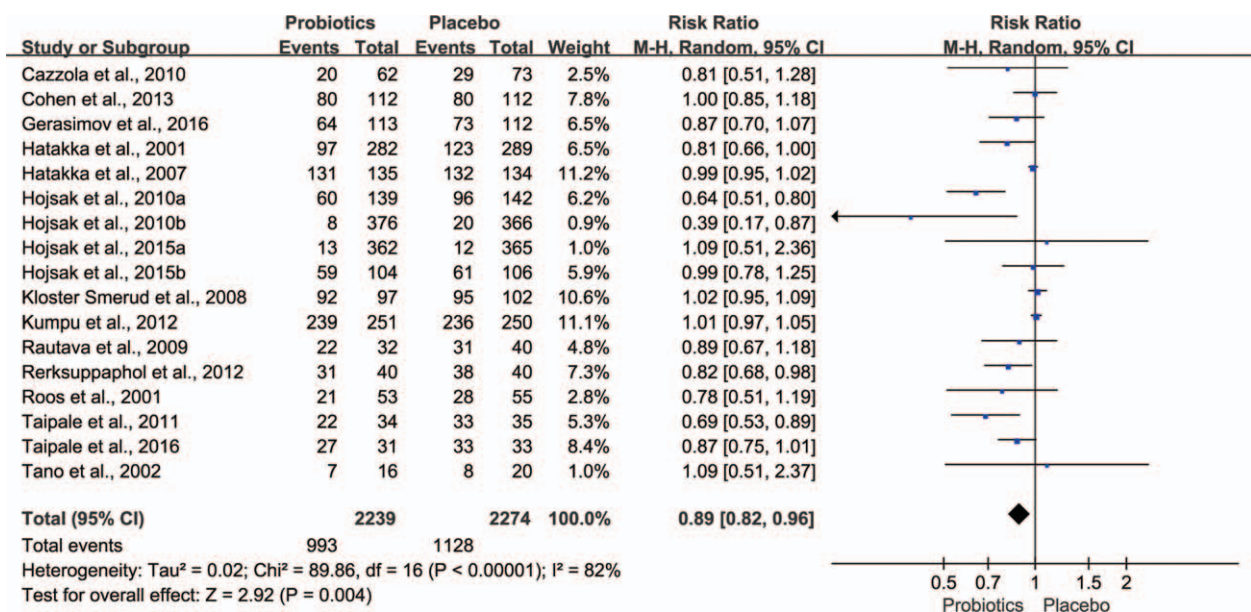 Probiotics Placebo Risk Ratio Risk Ratio
Study or Subgroup Events Total Events Total Weight M-H, Random, 95% CI M-H, Random, 95% CI
Cazzola et al., 2010 20 62 29 73 2.5% 0.81 [0.51, 1.28]
Cohen et al., 2013 80 112 80 112 7.8% 1.00 [0.85, 1.18]
Gerasimov et al., 2016 64 113 73 112 6.5% 0.87 [0.70, 1.07]
Hatakka et al., 2001 97 282 123 289 6.5% 0.81 [0.66, 1.00]
Hatakka et al., 2007 131 135 132 134 11.2% 0.99 [0.95, 1.02]
Hojsak et al., 2010a 60 139 96 142 6.2% 0.64 [0.51, 0.80]
Hojsak et al., 2010b 8 376 20 366 0.9% 0.39 [0.17, 0.87]
Hojsak et al., 2015a 13 362 12 365 1.0% 1.09 [0.51, 2.36]
Hojsak et al., 2015b 59 104 61 106 5.9% 0.99 [0.78, 1.25]
Kloster Smerud et al., 2008 92 97 95 102 10.6% 1.02 [0.95, 1.09]
Kumpu et al., 2012 239 251 236 250 11.1% 1.01 [0.97, 1.05]
Rautava et al., 2009 22 32 31 40 4.8% 0.89 [0.67, 1.18]
Rerksuppaphol et al., 2012 31 40 38 40 7.3% 0.82 [0.68, 0.98]
Roos et al., 2001 21 53 28 55 2.8% 0.78 [0.51, 1.19]
Taipale et al., 2011 22 34 33 35 5.3% 0.69 [0.53, 0.89]
Taipale et al., 2016 27 31 33 33 8.4% 0.87 [0.75, 1.01]
Tano et al., 2002 7 16 8 20 1.0% 1.09 [0.51, 2.37]
Total (95% CI) 2239 2274 100.0% 0.89 [0.82, 0.96]
Total events 993 1128
Heterogeneity: Tau² = 0.02; Chi² = 89.86, df = 16 (P < 0.00001); I² = 82%
Test for overall effect: Z = 2.92 (P = 0.004)
0.5 0.7 1 1.5 2
Probiotics Placebo